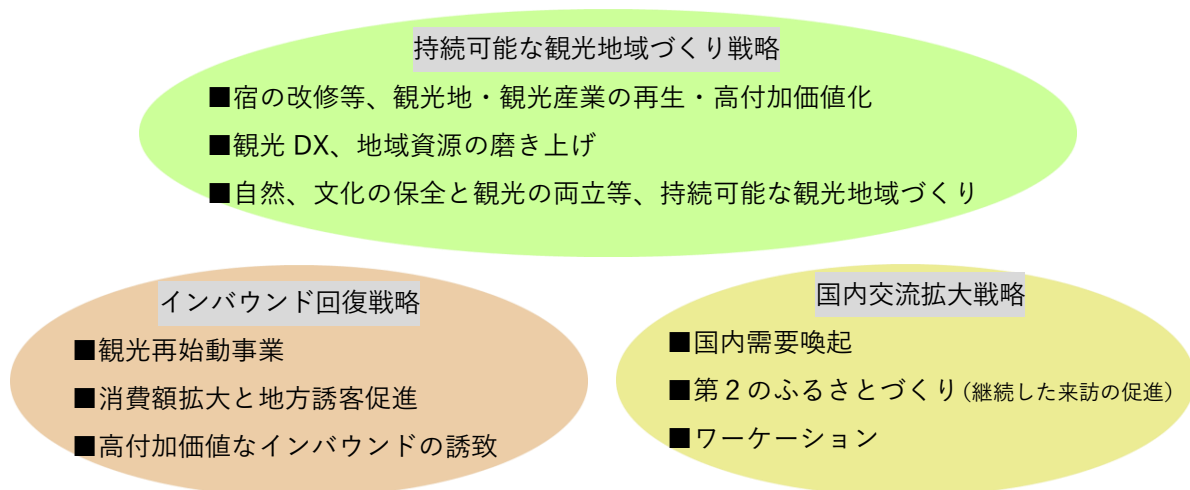 持続可能な観光地域づくり戦略
■宿の改修等、観光地・観光産業の再生・高付加価値化
■観光 DX、地域資源の磨き上げ
■自然、文化の保全と観光の両立等、持続可能な観光地域づくり
インバウンド回復戦略
■観光再始動事業
■消費額拡大と地方誘客促進
■高付加価値なインバウンドの誘致
国内交流拡大戦略
■国内需要喚起
■第２のふるさとづくり(継続した来訪の促進)
■ワーケーション